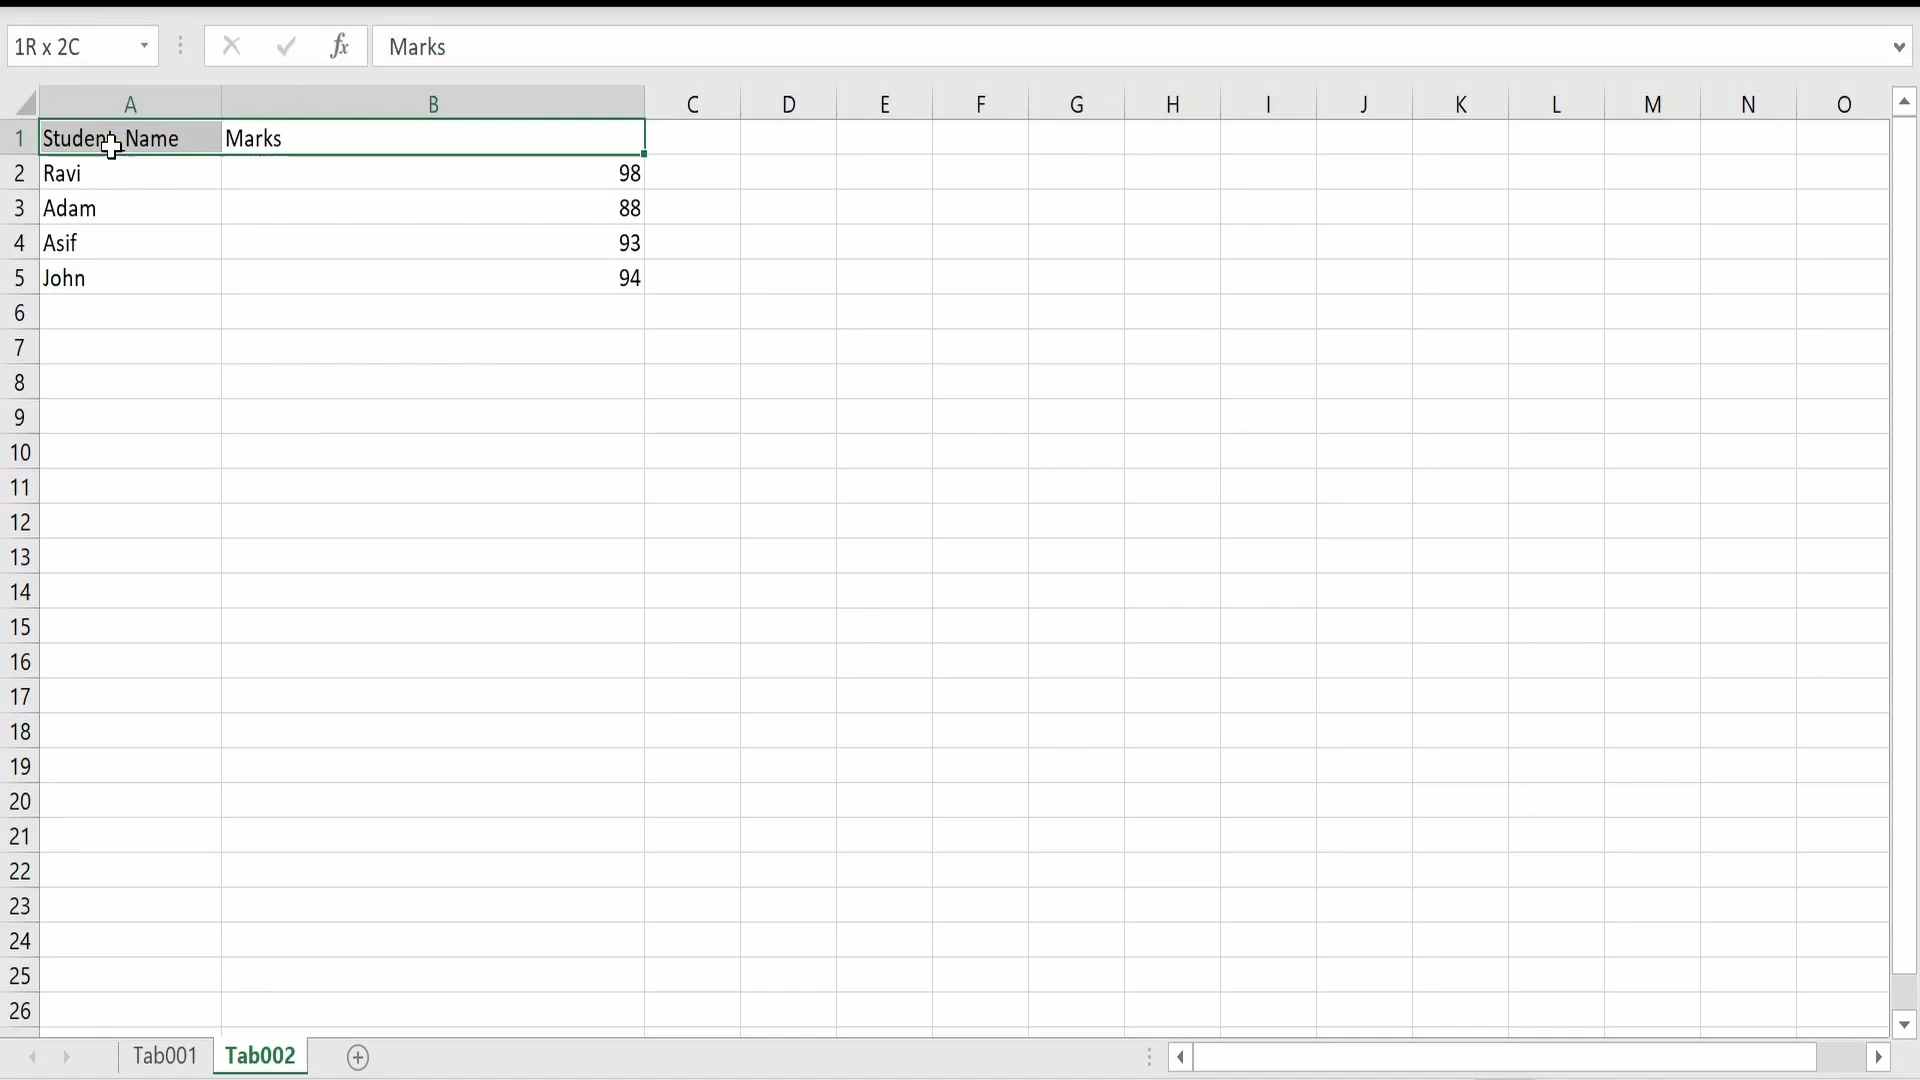 1R x 2C fx Marks
A B C D E F G H I J K L M N O
1 Student Name Marks
2 Ravi 98
3 Adam 88
4 Asif 93
5 John 94
6
7
8
9
10
11
12
13
14
15
16
17
18
19
20
21
22
23
24
25
26
Tab001 Tab002